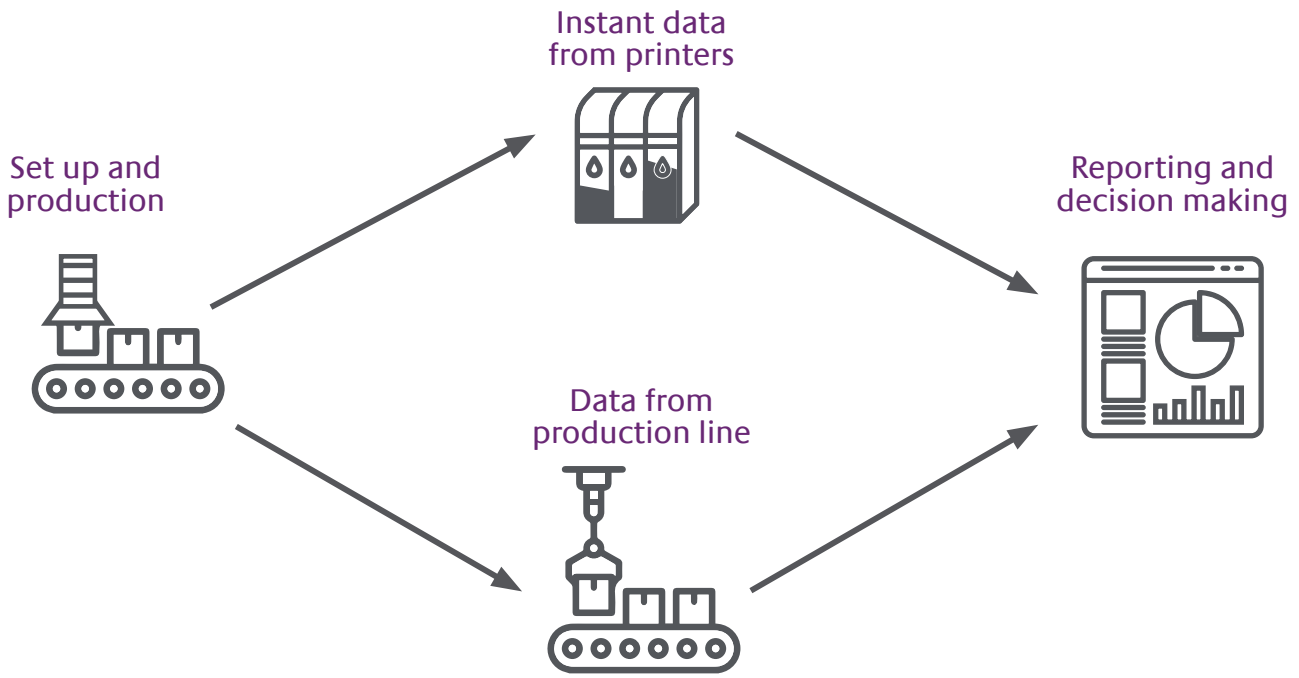 Instant data
from printers
Set up and
production
Reporting and
decision making
Data from
production line